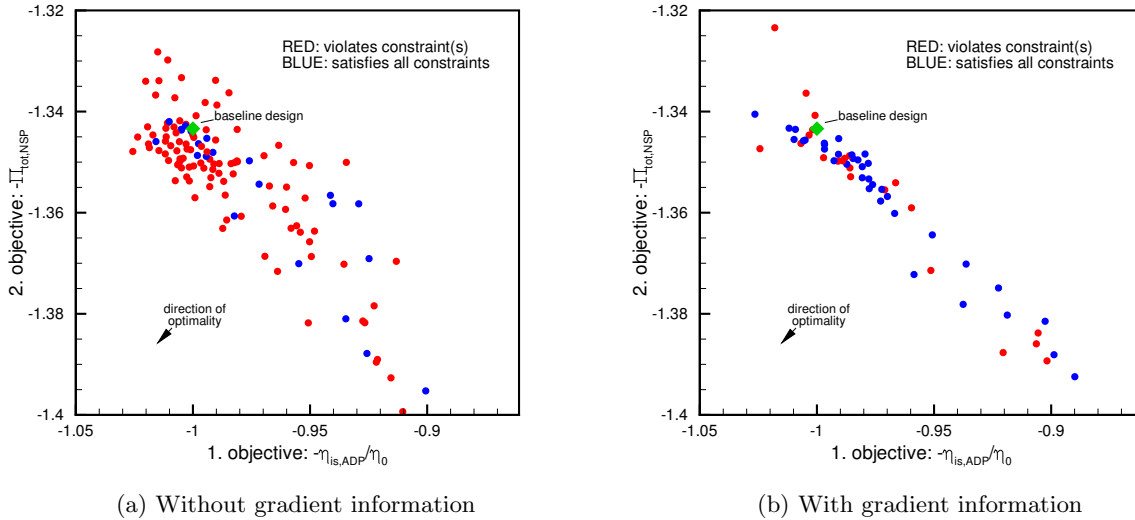 -1.32
RED: violates constraint(s)
BLUE: satisfies all constraints
-1.34
baseline design
2. objective: -Π_tot,NSP
-1.36
direction of
optimality
-1.38
-1.4
-1.05
-1
-0.95
-0.9
1. objective: -η_is,ADP/η_0
(a) Without gradient information
-1.32
RED: violates constraint(s)
BLUE: satisfies all constraints
-1.34
baseline design
2. objective: -Π_tot,NSP
-1.36
direction of
optimality
-1.38
-1.4
-1.05
-1
-0.95
-0.9
1. objective: -η_is,ADP/η_0
(b) With gradient information